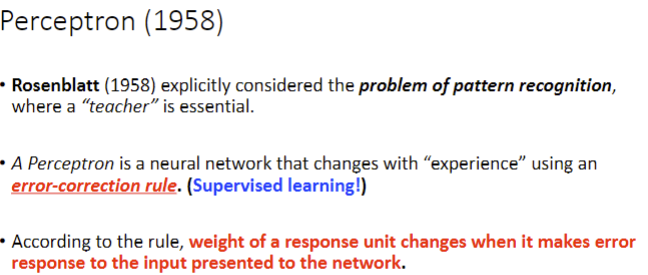 Perceptron (1958)
• Rosenblatt (1958) explicitly considered the problem of pattern recognition,
where a “teacher” is essential.
• A Perceptron is a neural network that changes with “experience” using an
error-correction rule. (Supervised learning!)
• According to the rule, weight of a response unit changes when it makes error
response to the input presented to the network.